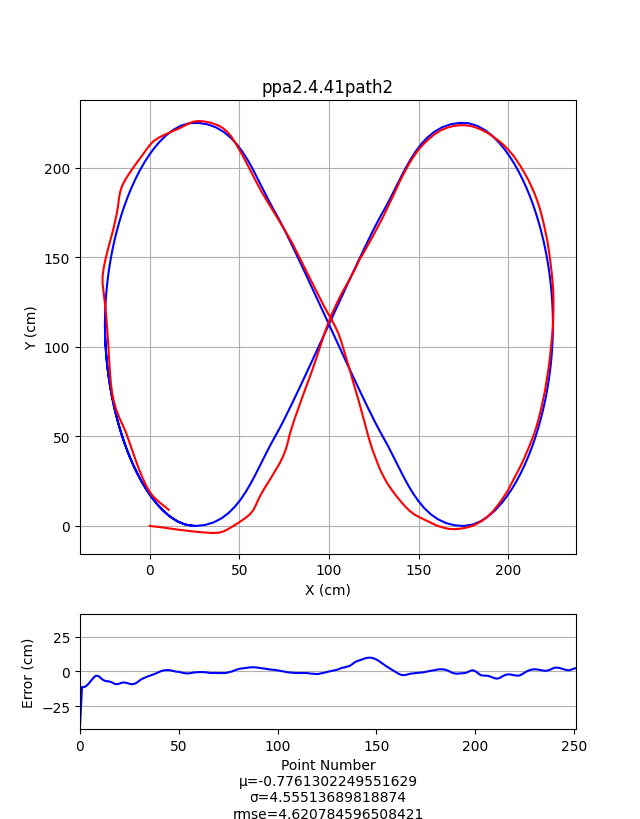 ppa2.4.41path2
200
150
100
50
0
Y (cm)
0 50 100 150 200
X (cm)
25
0
−25
Error (cm)
0 50 100 150 200 250
Point Number
μ=-0.7761302249551629
σ=4.55513689818874
rmse=4.620784596508421